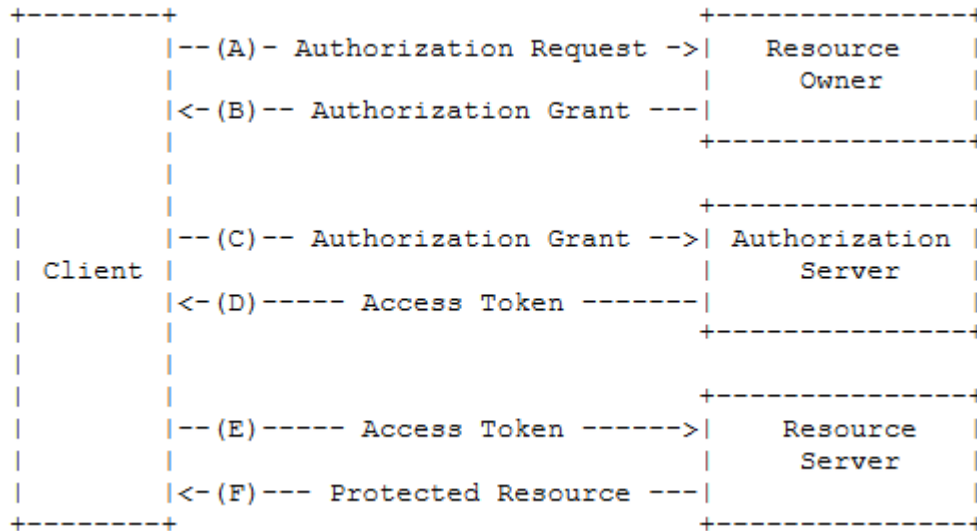 +--------+                               +---------------+
|        |--(A)- Authorization Request ->|   Resource    |
|        |                               |     Owner     |
|        |<-(B)-- Authorization Grant ---|               |
|        |                               +---------------+
|        |
|        |                               +---------------+
|        |--(C)-- Authorization Grant -->| Authorization |
| Client |                               |     Server    |
|        |<-(D)----- Access Token -------|               |
|        |                               +---------------+
|        |
|        |                               +---------------+
|        |--(E)----- Access Token ------>|    Resource   |
|        |                               |     Server    |
|        |<-(F)--- Protected Resource ---|               |
+--------+                               +---------------+